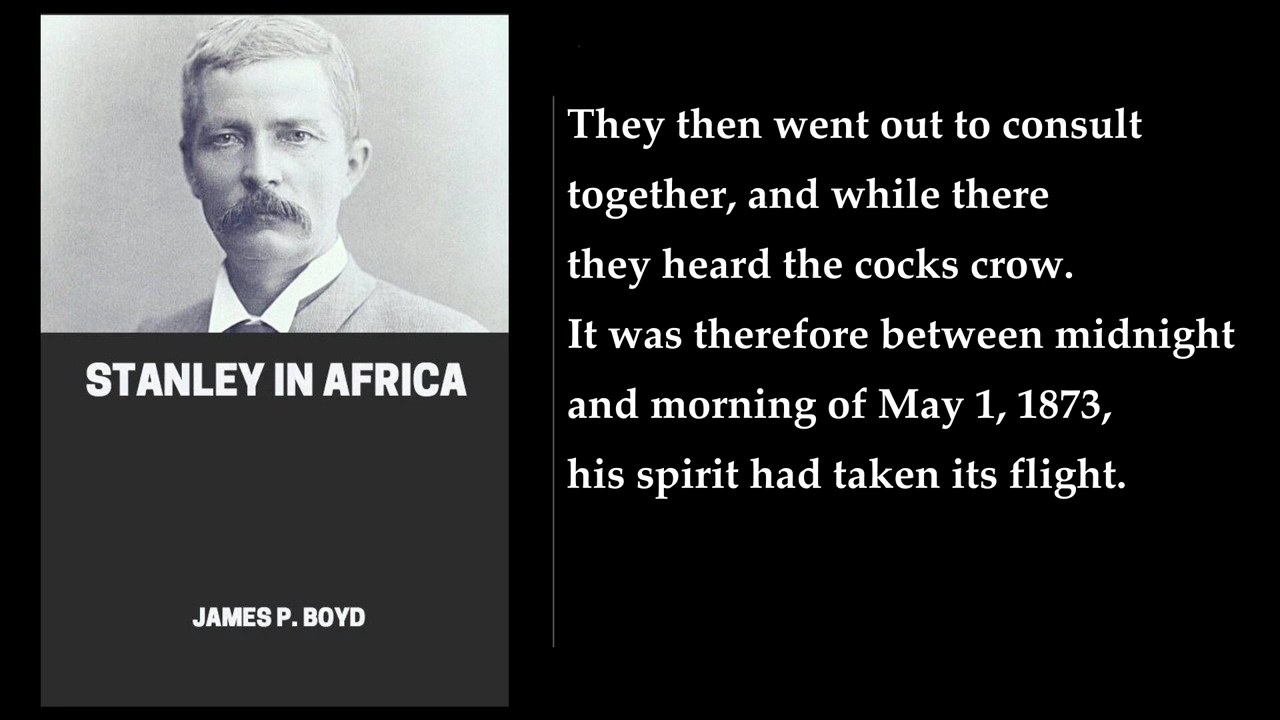 STANLEY IN AFRICA
JAMES P. BOYD
They then went out to consult
together, and while there
they heard the cocks crow.
It was therefore between midnight
and morning of May 1, 1873,
his spirit had taken its flight.